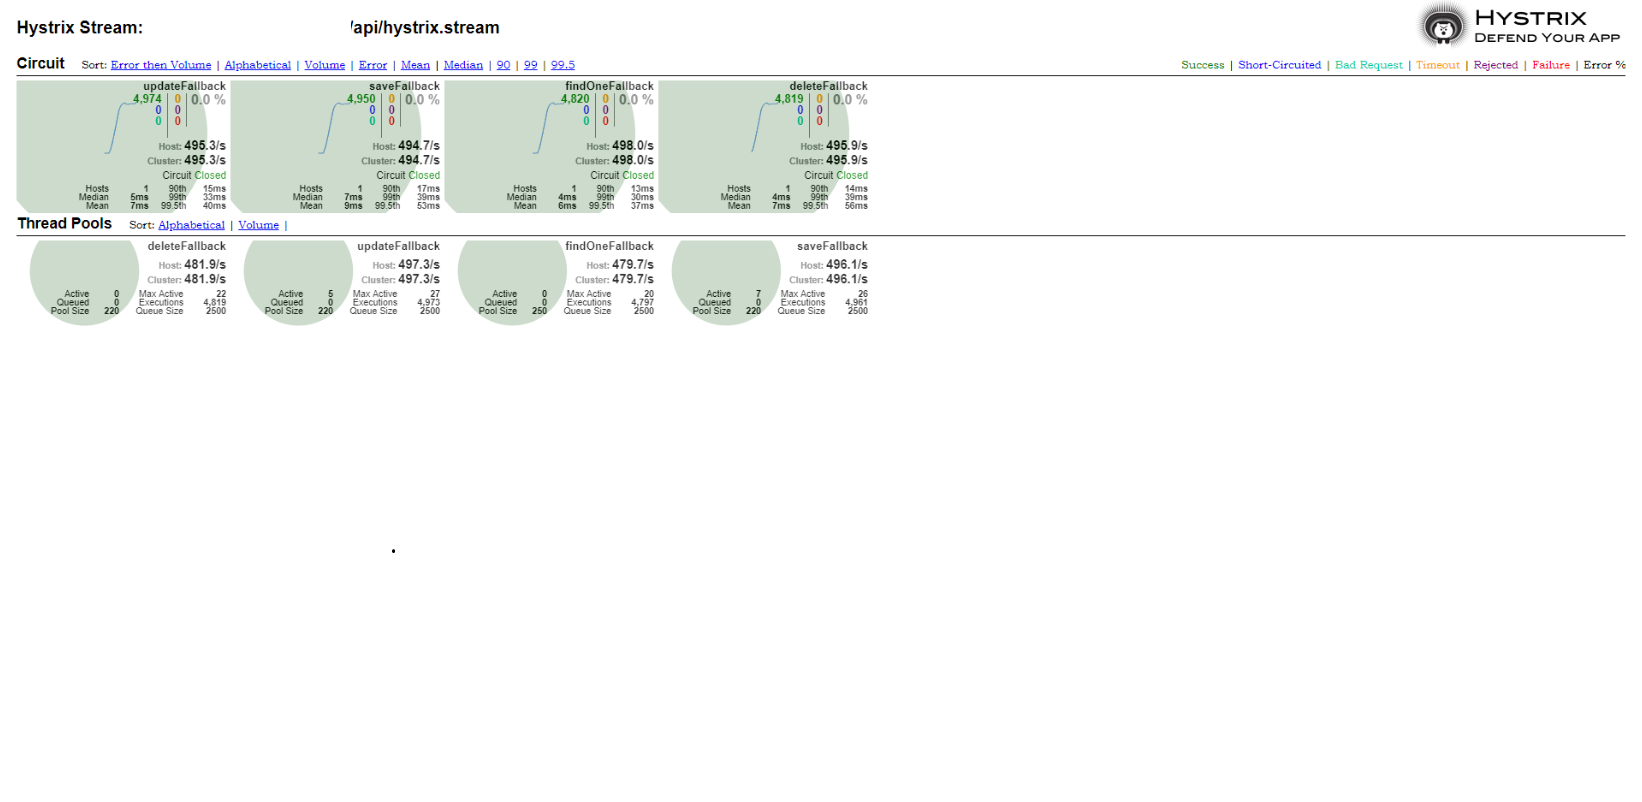 Hystrix Stream: /api/hystrix.stream
HYSTRIX
DEFEND YOUR APP
Circuit Sort: Error then Volume | Alphabetical | Volume | Error | Mean | Median | 90 | 99 | 99.5
Success | Short-Circuited | Bad Request | Timeout | Rejected | Failure | Error %
updateFallback
4,974 0 0.0 %
0 0
0 0
Host: 495.3/s
Cluster: 495.3/s
Circuit Closed
Hosts 1 90th 15ms
Median 5ms 99th 33ms
Mean 7ms 99.5th 40ms
saveFallback
4,950 0 0.0 %
0 0
0 0
Host: 494.7/s
Cluster: 494.7/s
Circuit Closed
Hosts 1 90th 17ms
Median 7ms 99th 39ms
Mean 9ms 99.5th 53ms
findOneFallback
4,820 0 0.0 %
0 0
0 0
Host: 498.0/s
Cluster: 498.0/s
Circuit Closed
Hosts 1 90th 13ms
Median 4ms 99th 30ms
Mean 6ms 99.5th 37ms
deleteFallback
4,819 0 0.0 %
0 0
0 0
Host: 495.9/s
Cluster: 495.9/s
Circuit Closed
Hosts 1 90th 14ms
Median 4ms 99th 39ms
Mean 7ms 99.5th 56ms
Thread Pools Sort: Alphabetical | Volume |
deleteFallback
Host: 481.9/s
Cluster: 481.9/s
Active 0 Max Active 22
Queued 0 Executions 4,819
Pool Size 220 Queue Size 2500
updateFallback
Host: 497.3/s
Cluster: 497.3/s
Active 5 Max Active 27
Queued 0 Executions 4,973
Pool Size 220 Queue Size 2500
findOneFallback
Host: 479.7/s
Cluster: 479.7/s
Active 0 Max Active 20
Queued 0 Executions 4,797
Pool Size 250 Queue Size 2500
saveFallback
Host: 496.1/s
Cluster: 496.1/s
Active 7 Max Active 26
Queued 0 Executions 4,961
Pool Size 220 Queue Size 2500